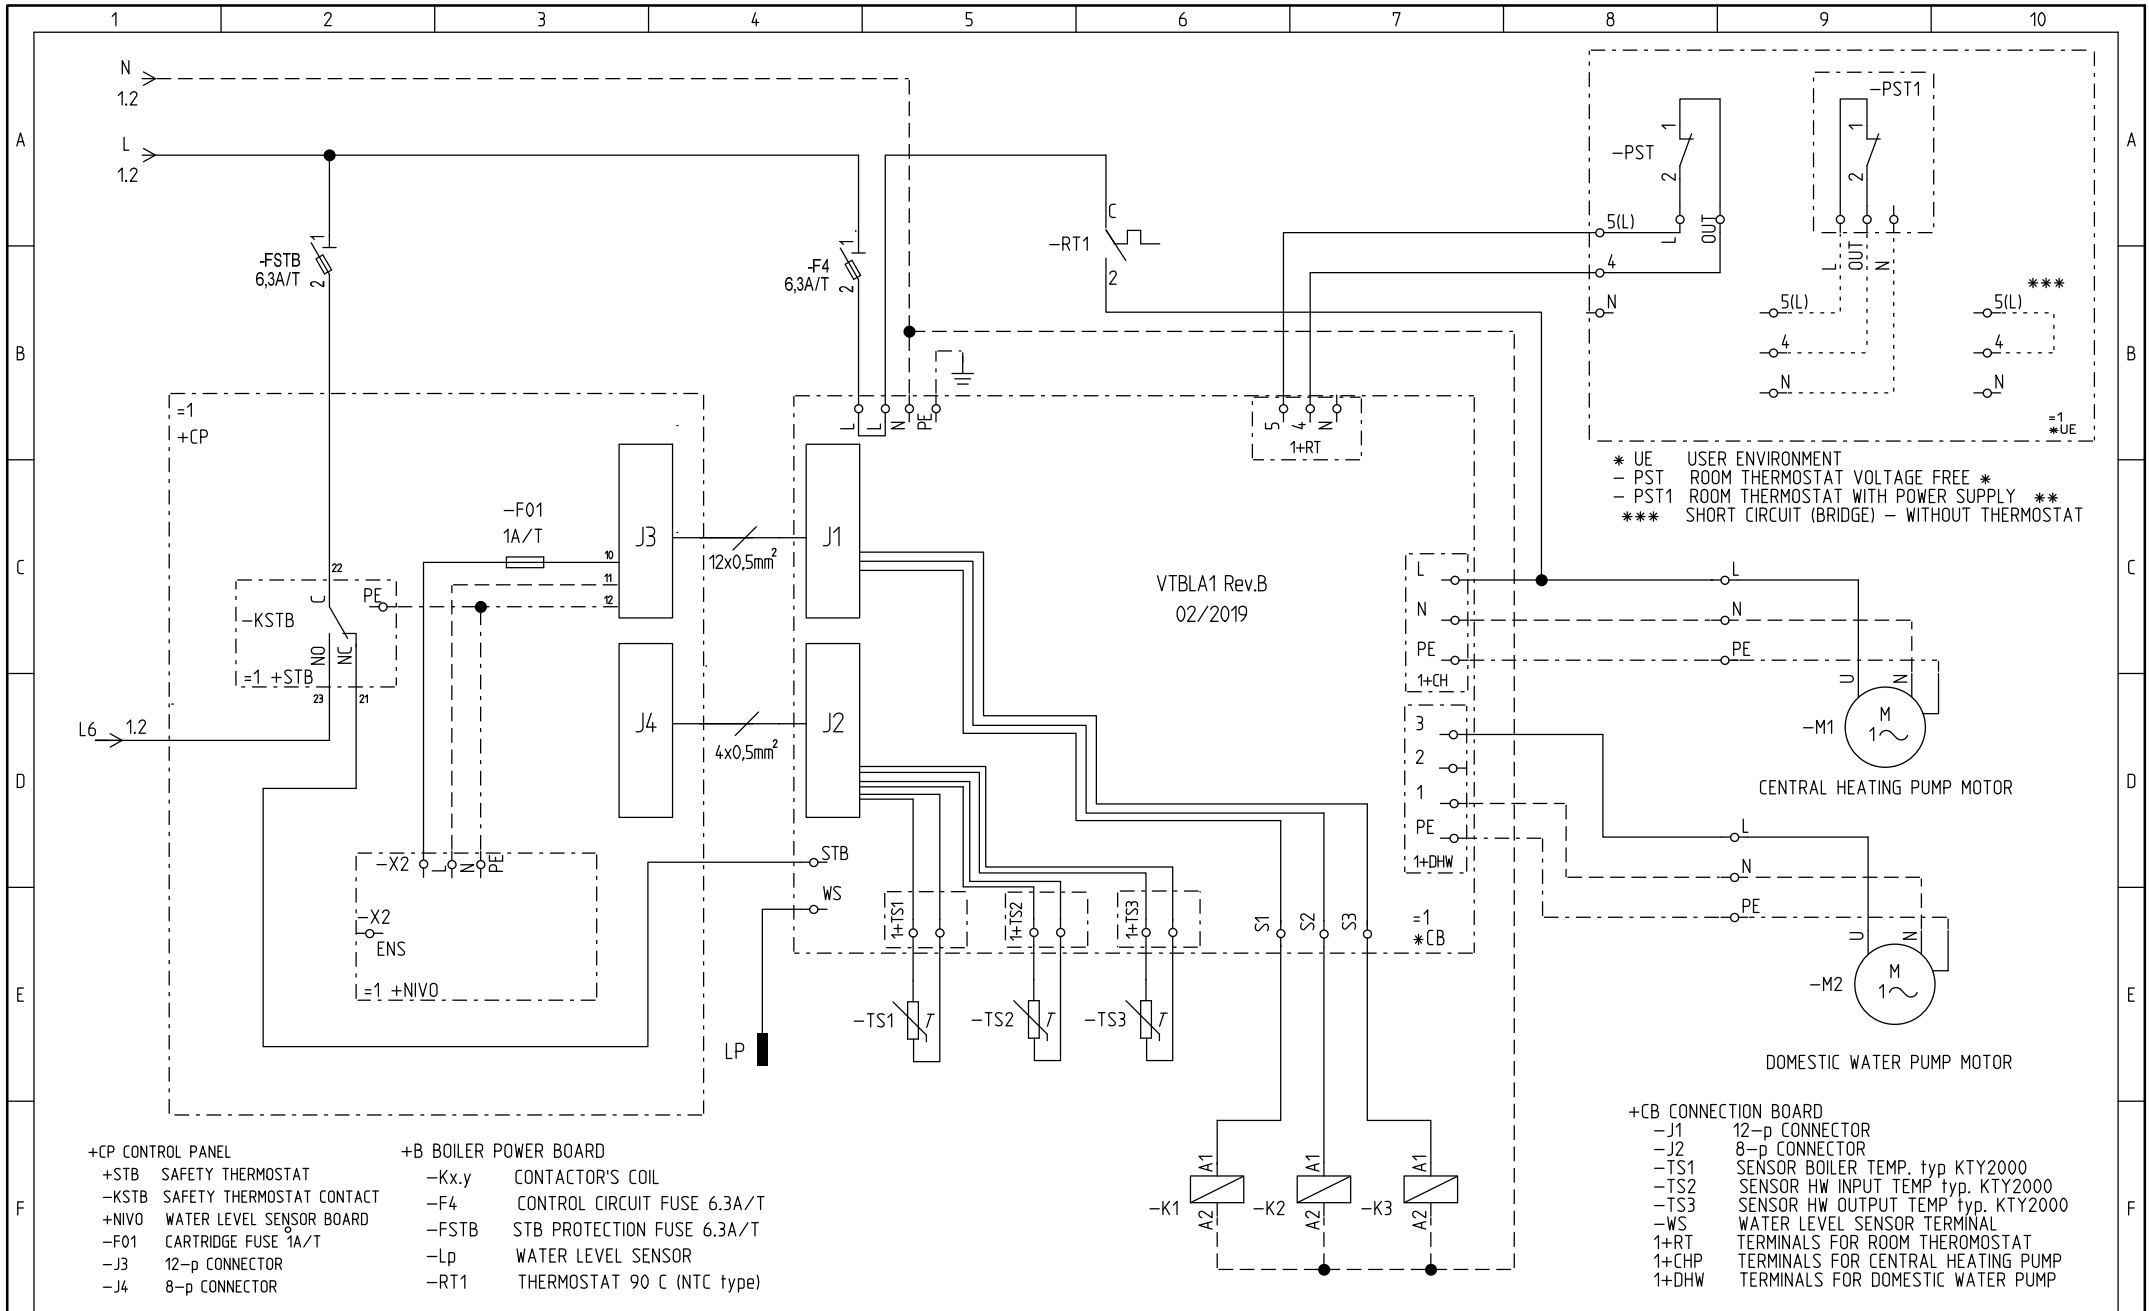 1 2 3 4 5 6 7 8 9 10
A A
B B
C C
D D
E E
F F
N
1.2
L
1.2
-FSTB
6,3A/T
1
2
-F4
6,3A/T
1
2
-RT1
C
2
-PST
1
2
L
OUT
-PST1
1
2
L
OUT
N
5(L)
4
N
5(L)
4
N
***
5(L)
4
N
=1
*UE
* UE USER ENVIRONMENT
- PST ROOM THERMOSTAT VOLTAGE FREE *
- PST1 ROOM THERMOSTAT WITH POWER SUPPLY **
*** SHORT CIRCUIT (BRIDGE) - WITHOUT THERMOSTAT
=1
+CP
L L N PE
5 4 N
1+RT
-F01
1A/T
10
11
12
J3
12x0,5mm²
J1
VTBLA1 Rev.B
02/2019
22
C
PE
-KSTB
NO
NC
=1 +STB
23
21
L6 1.2
J4
4x0,5mm²
J2
L
N
PE
1+CH
3
2
1
PE
1+DHW
L
N
PE
U
N
M
1~
-M1
CENTRAL HEATING PUMP MOTOR
L
N
PE
U
N
M
1~
-M2
DOMESTIC WATER PUMP MOTOR
-X2 L N PE
-X2
ENS
=1 +NIVO
STB
WS
LP
1+TS1
1+TS2
1+TS3
S1
S2
S3
=1
*CB
-TS1 T
-TS2 T
-TS3 T
-K1
A1
A2
-K2
A1
A2
-K3
A1
A2
+CP CONTROL PANEL
+STB SAFETY THERMOSTAT
-KSTB SAFETY THERMOSTAT CONTACT
+NIVO WATER LEVEL SENSOR BOARD
-F01 CARTRIDGE FUSE 1A/T
-J3 12-p CONNECTOR
-J4 8-p CONNECTOR
+B BOILER POWER BOARD
-Kx.y CONTACTOR'S COIL
-F4 CONTROL CIRCUIT FUSE 6.3A/T
-FSTB STB PROTECTION FUSE 6.3A/T
-Lp WATER LEVEL SENSOR
-RT1 THERMOSTAT 90 C (NTC type)
+CB CONNECTION BOARD
-J1 12-p CONNECTOR
-J2 8-p CONNECTOR
-TS1 SENSOR BOILER TEMP. typ KTY2000
-TS2 SENSOR HW INPUT TEMP typ. KTY2000
-TS3 SENSOR HW OUTPUT TEMP typ. KTY2000
-WS WATER LEVEL SENSOR TERMINAL
1+RT TERMINALS FOR ROOM THEROMOSTAT
1+CHP TERMINALS FOR CENTRAL HEATING PUMP
1+DHW TERMINALS FOR DOMESTIC WATER PUMP